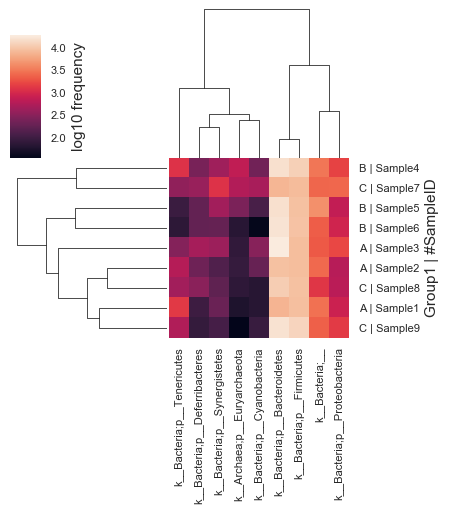 4.0
3.5
3.0
2.5
2.0
log10 frequency
B | Sample4
C | Sample7
B | Sample5
B | Sample6
A | Sample3
A | Sample2
C | Sample8
A | Sample1
C | Sample9
Group1 | #SampleID
k__Bacteria;p__Tenericutes
k__Bacteria;p__Deferribacteres
k__Bacteria;p__Synergistetes
k__Archaea;p__Euryarchaeota
k__Bacteria;p__Cyanobacteria
k__Bacteria;p__Bacteroidetes
k__Bacteria;p__Firmicutes
k__Bacteria;__
k__Bacteria;p__Proteobacteria